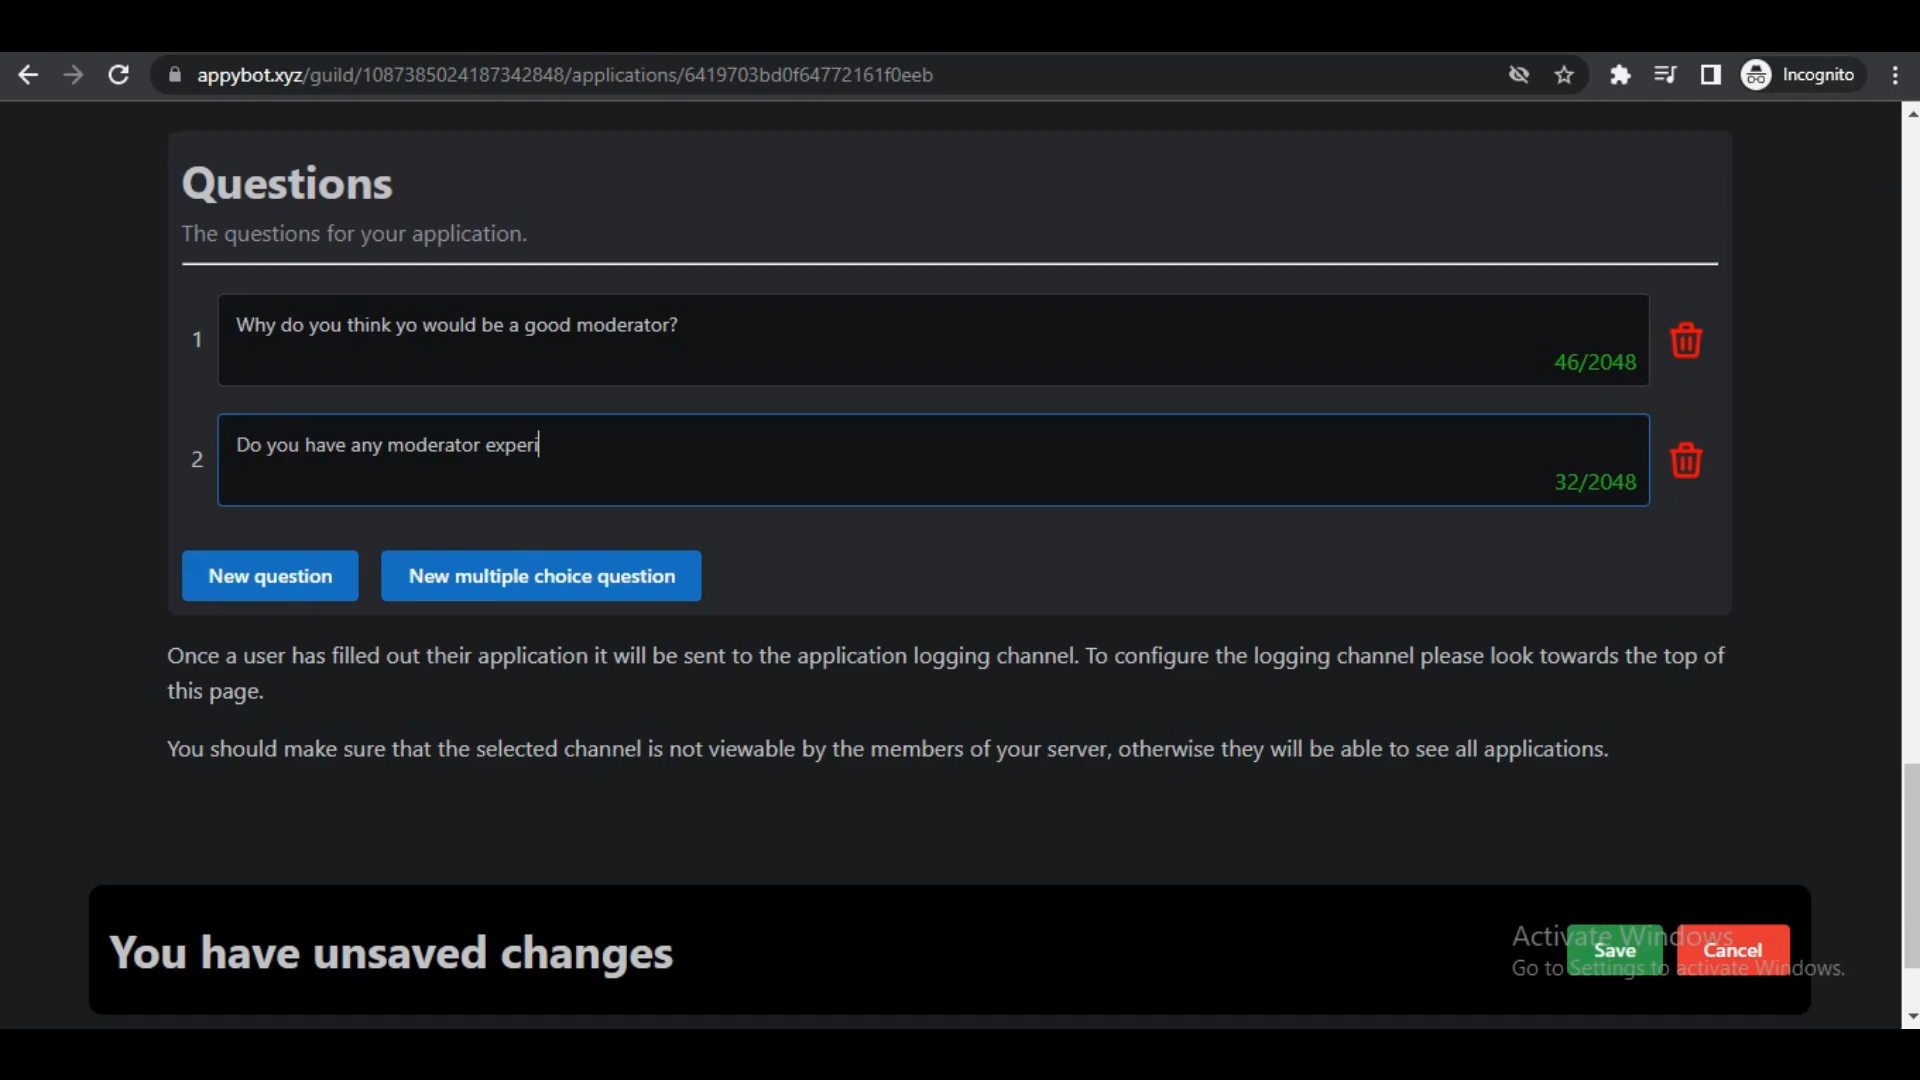 appybot.xyz/guild/1087385024187342848/applications/6419703bd0f64772161f0eeb
Incognito
Questions
The questions for your application.
1
Why do you think yo would be a good moderator?
46/2048
2
Do you have any moderator experi
32/2048
New question
New multiple choice question
Once a user has filled out their application it will be sent to the application logging channel. To configure the logging channel please look towards the top of
this page.
You should make sure that the selected channel is not viewable by the members of your server, otherwise they will be able to see all applications.
You have unsaved changes
Save
Cancel
Activate Windows
Go to Settings to activate Windows.